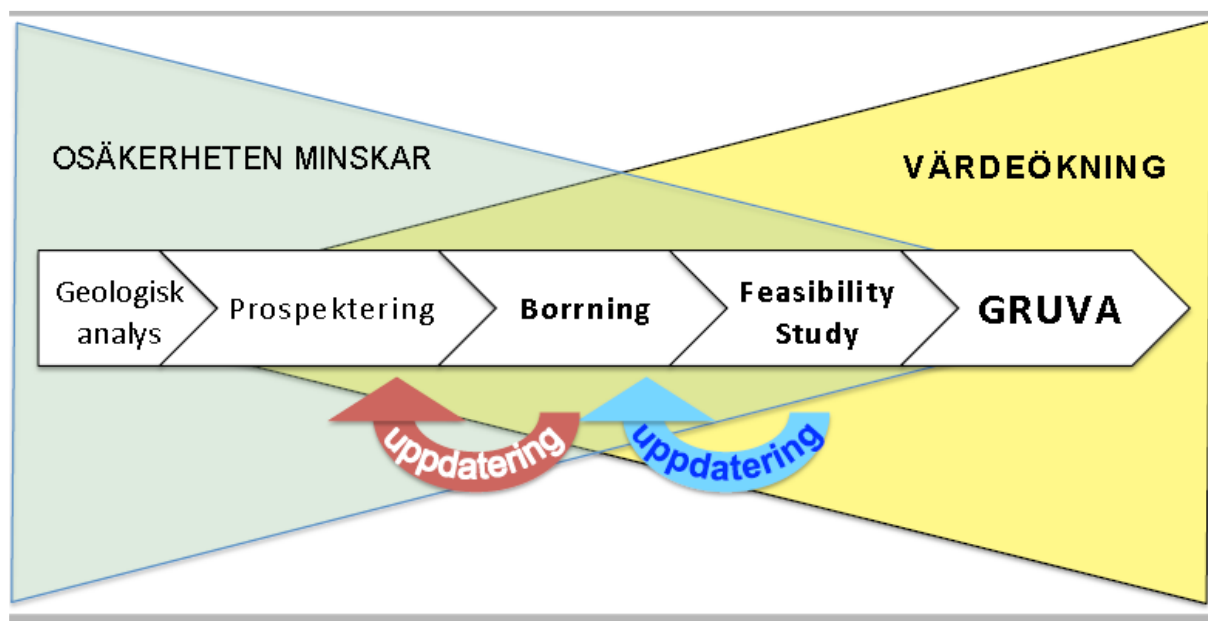 OSÄKERHETEN MINSKAR
VÄRDEÖKNING
Geologisk
analys
Prospektering
Borrning
Feasibility
Study
GRUVA
uppdatering
uppdatering